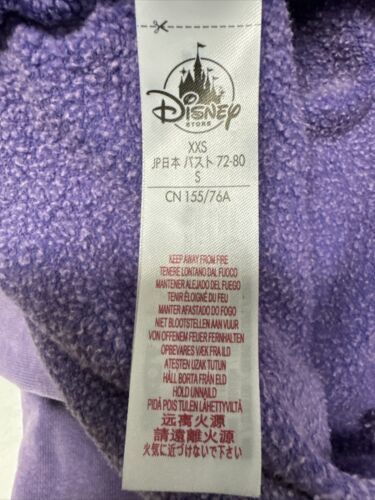 Disney
STORE
XXS
JP日本 バスト 72-80
S
CN 155/76A
KEEP AWAY FROM FIRE
TENERE LONTANO DAL FUOCO
MANTENER ALEJADO DEL FUEGO
TENIR ÉLOIGNÉ DU FEU
MANTER AFASTADO DO FOGO
NIET BLOOTSTELLEN AAN VUUR
VON OFFENEM FEUER FERNHALTEN
OPBEVARES VÆK FRA ILD
ATEŞTEN UZAK TUTUN
HÅLL BORTA FRÅN ELD
HOLD UNNAILD
PIDÄ POIS TULEN LÄHETTYVILTÄ
远离火源
請遠離火源
火気に近づけないで下さい